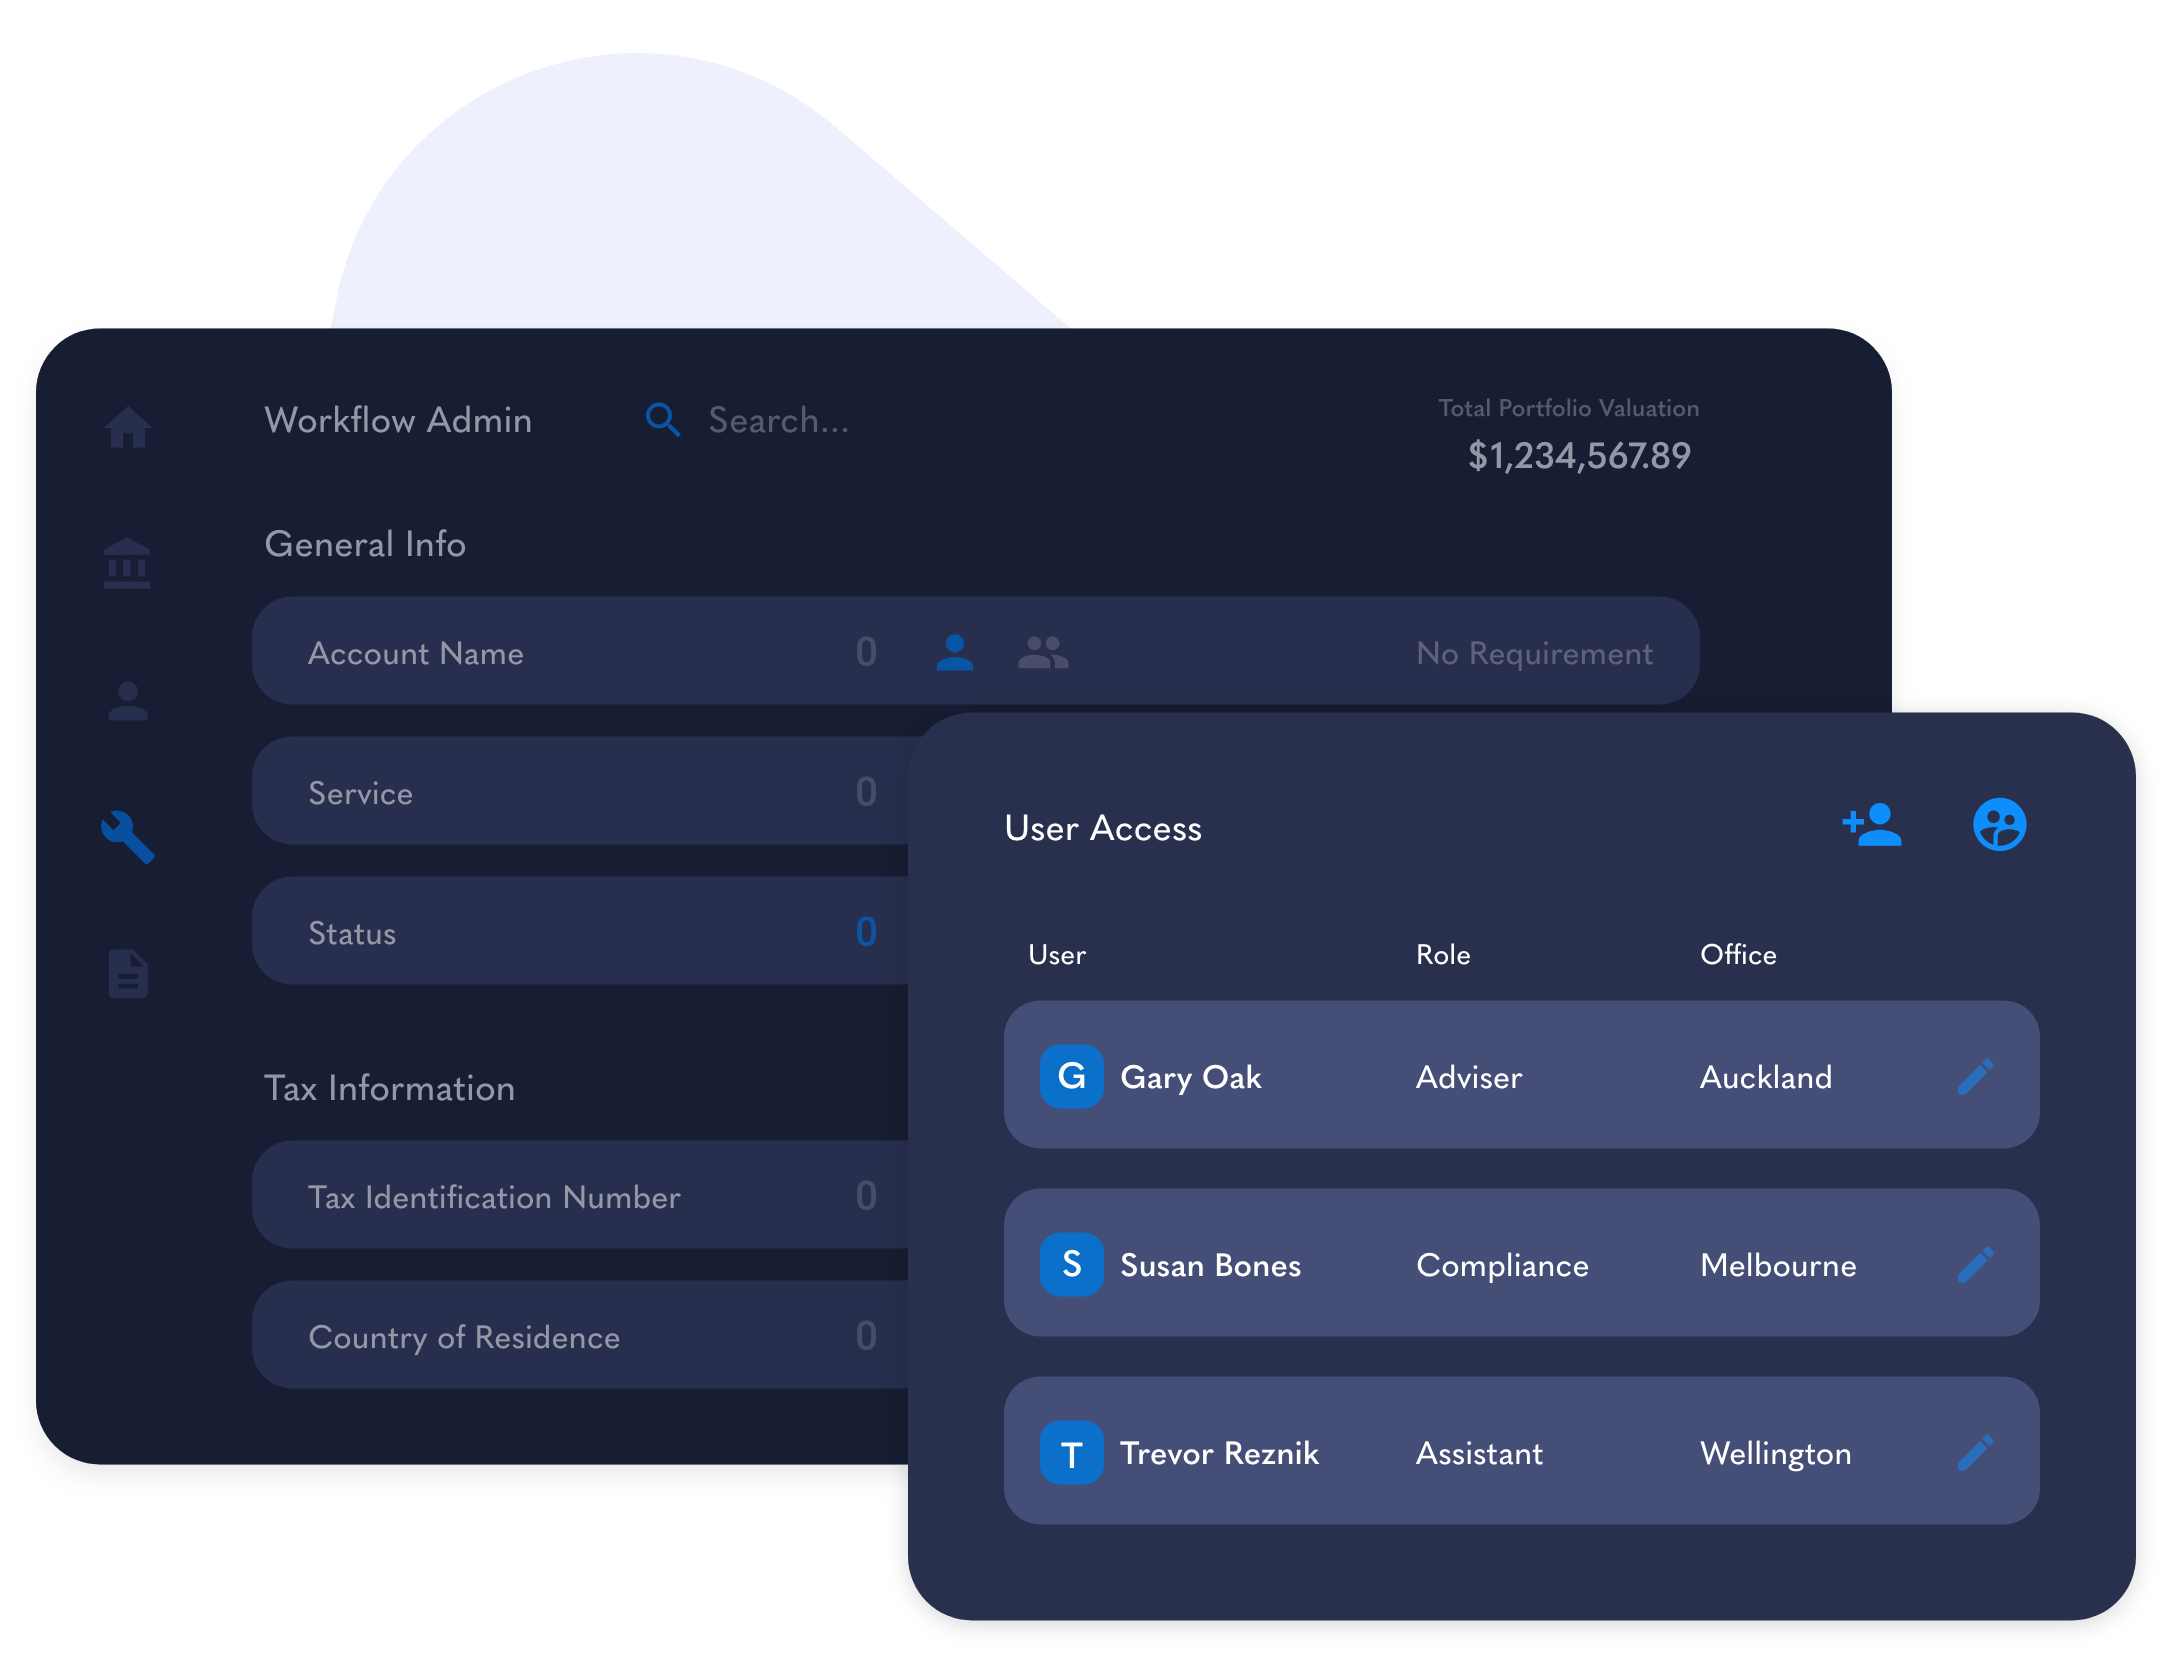 Workflow Admin
Search...
Total Portfolio Valuation
$1,234,567.89
General Info
Account Name 0 No Requirement
Service 0
Status 0
Tax Information
Tax Identification Number 0
Country of Residence 0
User Access
User Role Office
G Gary Oak Adviser Auckland
S Susan Bones Compliance Melbourne
T Trevor Reznik Assistant Wellington